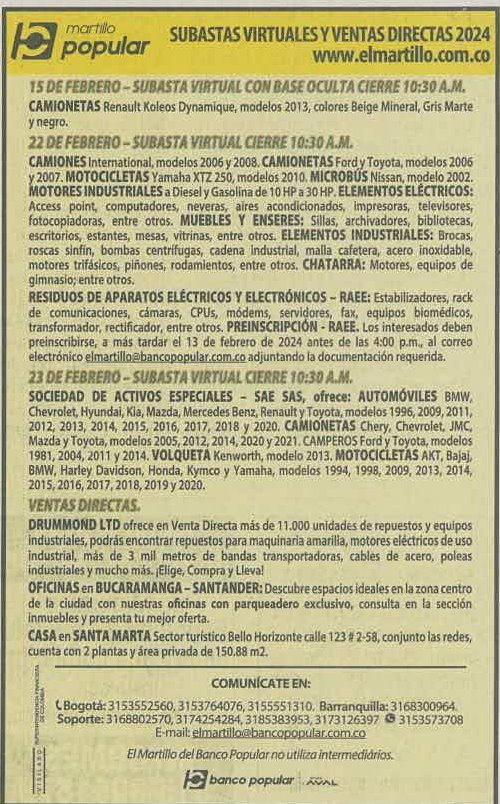 martillo
popular
SUBASTAS VIRTUALES Y VENTAS DIRECTAS 2024
www.elmartillo.com.co
15 DE FEBRERO – SUBASTA VIRTUAL CON BASE OCULTA CIERRE 10:30 A.M.
CAMIONETAS Renault Koleos Dynamique, modelos 2013, colores Beige Mineral, Gris Marte
y negro.
22 DE FEBRERO – SUBASTA VIRTUAL CIERRE 10:30 A.M.
CAMIONES International, modelos 2006 y 2008. CAMIONETAS Ford y Toyota, modelos 2006
y 2007. MOTOCICLETAS Yamaha XTZ 250, modelos 2010. MICROBÚS Nissan, modelo 2002.
MOTORES INDUSTRIALES a Diesel y Gasolina de 10 HP a 30 HP. ELEMENTOS ELÉCTRICOS:
Access point, computadores, neveras, aires acondicionados, impresoras, televisores,
fotocopiadoras, entre otros. MUEBLES Y ENSERES: Sillas, archivadores, bibliotecas,
escritorios, estantes, mesas, vitrinas, entre otros. ELEMENTOS INDUSTRIALES: Brocas,
roscas sinfin, bombas centrífugas, cadena industrial, malla cafetera, acero inoxidable,
motores trifásicos, piñones, rodamientos, entre otros. CHATARRA: Motores, equipos de
gimnasio; entre otros.
RESIDUOS DE APARATOS ELÉCTRICOS Y ELECTRÓNICOS – RAEE: Estabilizadores, rack
de comunicaciones, cámaras, CPUs, módems, servidores, fax, equipos biomédicos,
transformador, rectificador, entre otros. PREINSCRIPCIÓN - RAEE. Los interesados deben
preinscribirse, a más tardar el 13 de febrero de 2024 antes de las 4:00 p.m., al correo
electrónico elmartillo@bancopopular.com.co adjuntando la documentación requerida.
23 DE FEBRERO – SUBASTA VIRTUAL CIERRE 10:30 A.M.
SOCIEDAD DE ACTIVOS ESPECIALES – SAE SAS, ofrece: AUTOMÓVILES BMW,
Chevrolet, Hyundai, Kia, Mazda, Mercedes Benz, Renault y Toyota, modelos 1996, 2009, 2011,
2012, 2013, 2014, 2015, 2016, 2017, 2018 y 2020. CAMIONETAS Chery, Chevrolet, JMC,
Mazda y Toyota, modelos 2005, 2012, 2014, 2020 y 2021. CAMPEROS Ford y Toyota, modelos
1981, 2004, 2011 y 2014. VOLQUETA Kenworth, modelo 2013. MOTOCICLETAS AKT, Bajaj,
BMW, Harley Davidson, Honda, Kymco y Yamaha, modelos 1994, 1998, 2009, 2013, 2014,
2015, 2016, 2017, 2018, 2019 y 2020.
VENTAS DIRECTAS.
DRUMMOND LTD ofrece en Venta Directa más de 11.000 unidades de repuestos y equipos
industriales, podrás encontrar repuestos para maquinaria amarilla, motores eléctricos de uso
industrial, más de 3 mil metros de bandas transportadoras, cables de acero, poleas
industriales y mucho más. ¡Elige, Compra y Lleva!
OFICINAS en BUCARAMANGA – SANTANDER: Descubre espacios ideales en la zona centro
de la ciudad con nuestras oficinas con parqueadero exclusivo, consulta en la sección
inmuebles y presenta tu mejor oferta.
CASA en SANTA MARTA Sector turístico Bello Horizonte calle 123 # 2-58, conjunto las redes,
cuenta con 2 plantas y área privada de 150.88 m2.
COMUNÍCATE EN:
Bogotá: 3153552560, 3153764076, 3155551310. Barranquilla: 3168300964.
Soporte: 3168802570, 3174254284, 3185383953, 3173126397 3153573708
E-mail: elmartillo@bancopopular.com.co
El Martillo del Banco Popular no utiliza intermediários.
banco popular
AVAL
VIGILADO SUPERINTENDENCIA FINANCIERA
DE COLOMBIA